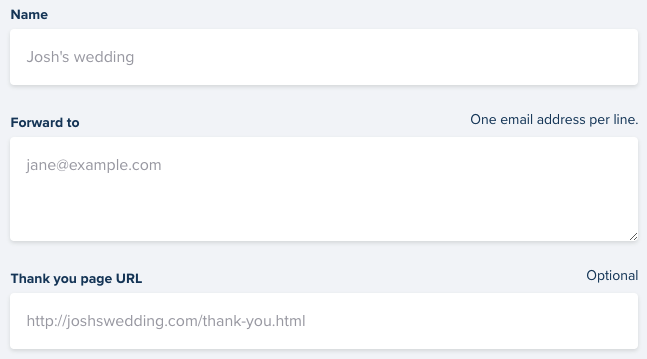 Name
Josh's wedding
Forward to
One email address per line.
jane@example.com
Thank you page URL
Optional
http://joshswedding.com/thank-you.html